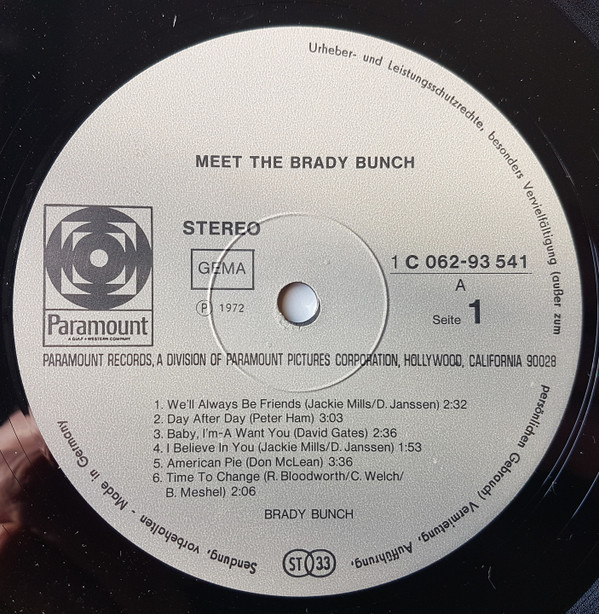 Urheber- und Leistungsschutzrechte, besonders Vervielfältigung (außer zum persönlichen Gebrauch) Vermietung, Aufführung, Sendung, vorbehalten - Made in Germany
MEET THE BRADY BUNCH
STEREO
GEMA
Ⓟ 1972
1 C 062-93 541
A
Seite 1
Paramount
A GULF+WESTERN COMPANY
PARAMOUNT RECORDS, A DIVISION OF PARAMOUNT PICTURES CORPORATION, HOLLYWOOD, CALIFORNIA 90028
1. We'll Always Be Friends (Jackie Mills/D. Janssen) 2:32
2. Day After Day (Peter Ham) 3:03
3. Baby, I'm-A Want You (David Gates) 2:36
4. I Believe In You (Jackie Mills/D. Janssen) 1:53
5. American Pie (Don McLean) 3:36
6. Time To Change (R. Bloodworth/C. Welch/
B. Meshel) 2:06
BRADY BUNCH
ST 33